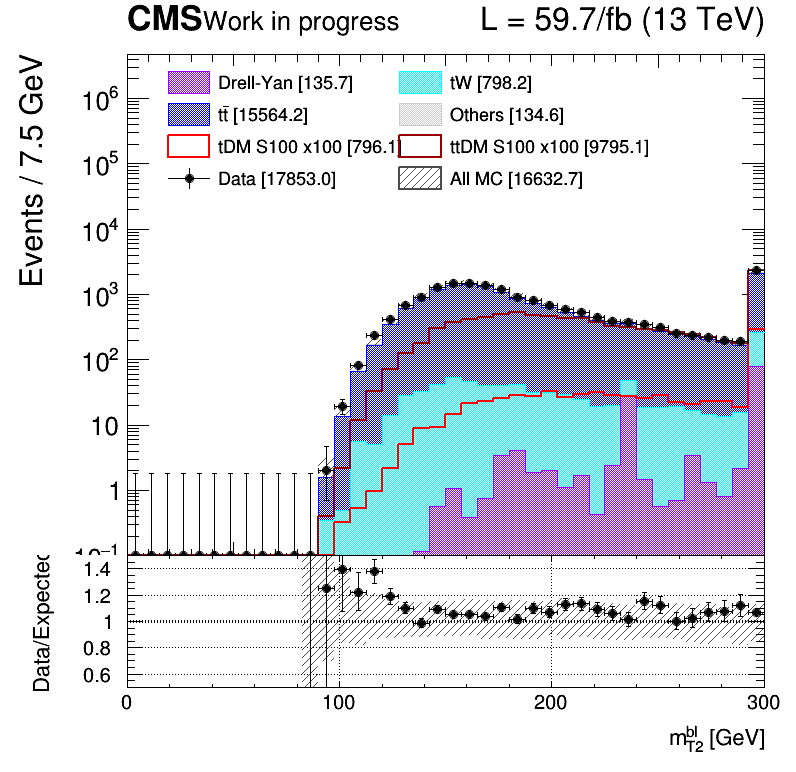 CMS Work in progress L = 59.7/fb (13 TeV)
Events / 7.5 GeV
Drell-Yan [135.7] tW [798.2]
tt̄ [15564.2] Others [134.6]
tDM S100 x100 [796.1] ttDM S100 x100 [9795.1]
Data [17853.0] All MC [16632.7]
10⁶
10⁵
10⁴
10³
10²
10
1
10⁻¹
Data/Expected
1.4
1.2
1
0.8
0.6
0 100 200 300
m_{T2}^{bl} [GeV]